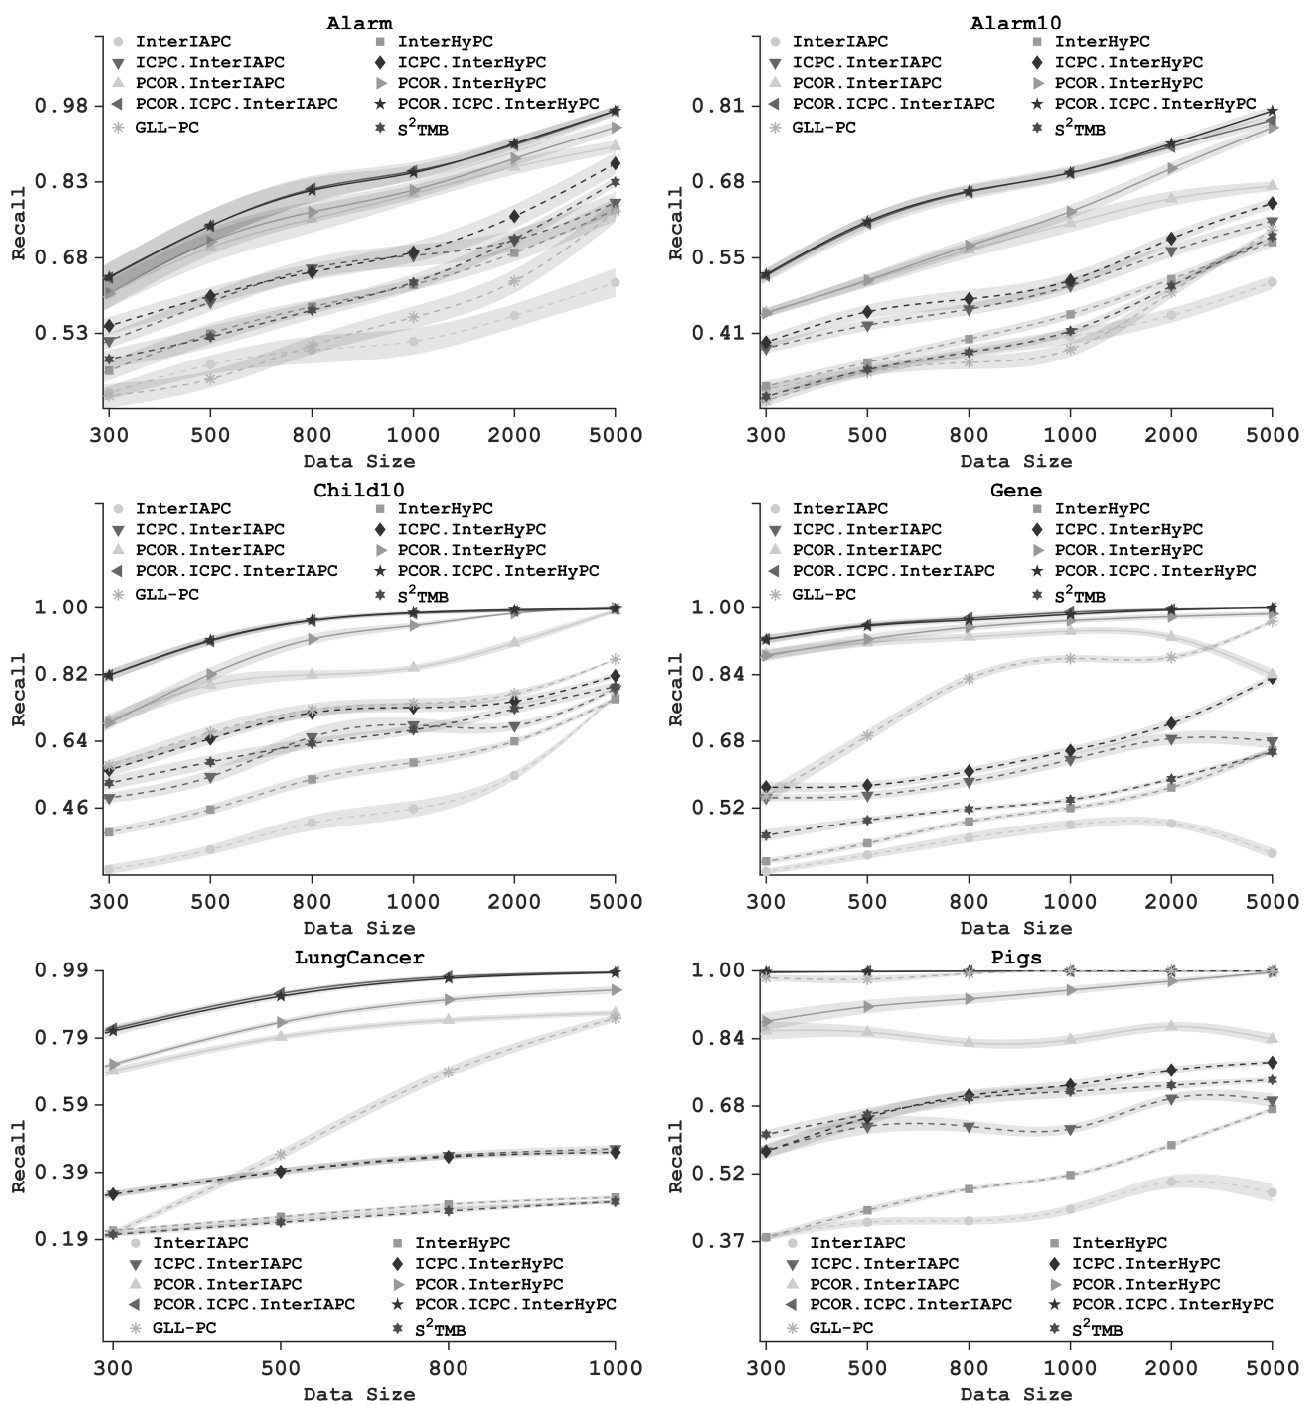 Alarm
InterIAPC InterHyPC
ICPC.InterIAPC ICPC.InterHyPC
PCOR.InterIAPC PCOR.InterHyPC
PCOR.ICPC.InterIAPC PCOR.ICPC.InterHyPC
GLL-PC S²TMB
0.98
0.83
0.68
0.53
Recall
300 500 800 1000 2000 5000
Data Size
Alarm10
InterIAPC InterHyPC
ICPC.InterIAPC ICPC.InterHyPC
PCOR.InterIAPC PCOR.InterHyPC
PCOR.ICPC.InterIAPC PCOR.ICPC.InterHyPC
GLL-PC S²TMB
0.81
0.68
0.55
0.41
Recall
300 500 800 1000 2000 5000
Data Size
Child10
InterIAPC InterHyPC
ICPC.InterIAPC ICPC.InterHyPC
PCOR.InterIAPC PCOR.InterHyPC
PCOR.ICPC.InterIAPC PCOR.ICPC.InterHyPC
GLL-PC S²TMB
1.00
0.82
0.64
0.46
Recall
300 500 800 1000 2000 5000
Data Size
Gene
InterIAPC InterHyPC
ICPC.InterIAPC ICPC.InterHyPC
PCOR.InterIAPC PCOR.InterHyPC
PCOR.ICPC.InterIAPC PCOR.ICPC.InterHyPC
GLL-PC S²TMB
1.00
0.84
0.68
0.52
Recall
300 500 800 1000 2000 5000
Data Size
LungCancer
0.99
0.79
0.59
0.39
0.19
Recall
InterIAPC InterHyPC
ICPC.InterIAPC ICPC.InterHyPC
PCOR.InterIAPC PCOR.InterHyPC
PCOR.ICPC.InterIAPC PCOR.ICPC.InterHyPC
GLL-PC S²TMB
300 500 800 1000
Data Size
Pigs
1.00
0.84
0.68
0.52
0.37
Recall
InterIAPC InterHyPC
ICPC.InterIAPC ICPC.InterHyPC
PCOR.InterIAPC PCOR.InterHyPC
PCOR.ICPC.InterIAPC PCOR.ICPC.InterHyPC
GLL-PC S²TMB
300 500 800 1000 2000 5000
Data Size